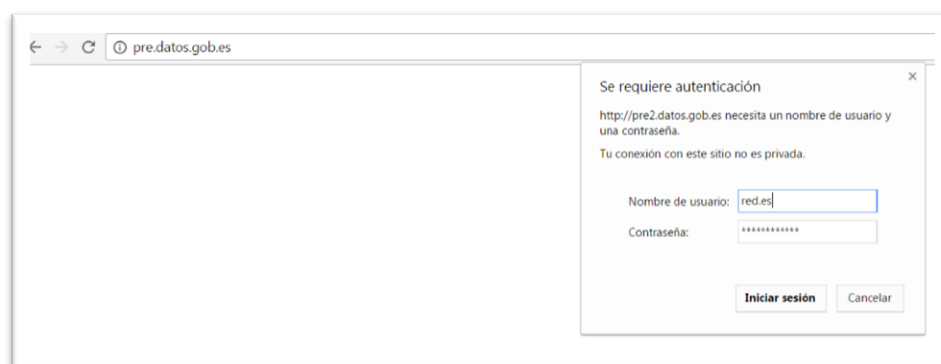 pre.datos.gob.es
Se requiere autenticación
http://pre2.datos.gob.es necesita un nombre de usuario y
una contraseña.
Tu conexión con este sitio no es privada.
Nombre de usuario: red.es
Contraseña: ************
Iniciar sesión Cancelar